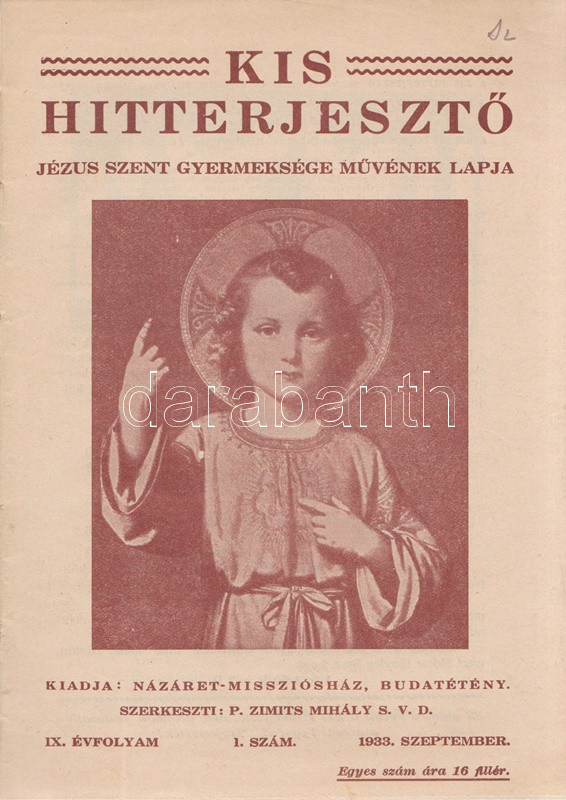 KIS
HITTERJESZTŐ
JÉZUS SZENT GYERMEKSÉGE MŰVÉNEK LAPJA
darabanth
KIADJA: NÁZÁRET-MISSZIÓSHÁZ, BUDATÉTÉNY.
SZERKESZTI: P. ZIMITS MIHÁLY S. V. D.
IX. ÉVFOLYAM 1. SZÁM. 1933. SZEPTEMBER.
Egyes szám ára 16 fillér.